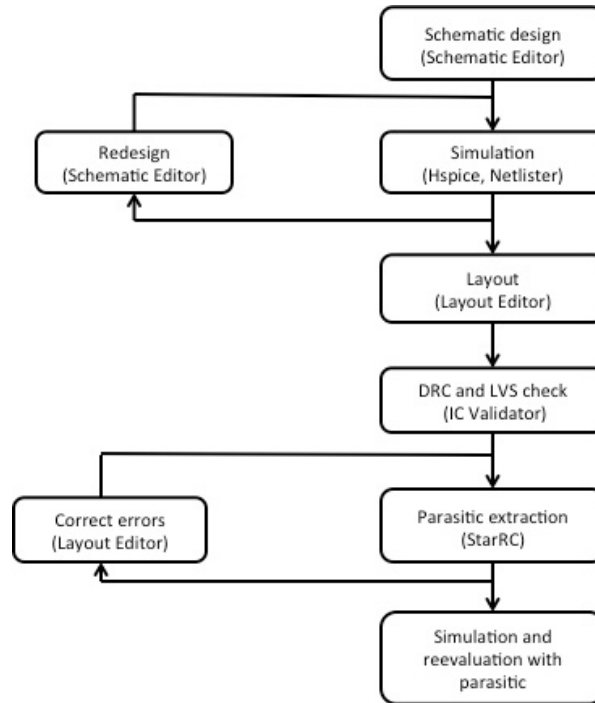 Schematic design
(Schematic Editor)
Redesign
(Schematic Editor)
Simulation
(Hspice, Netlister)
Layout
(Layout Editor)
DRC and LVS check
(IC Validator)
Correct errors
(Layout Editor)
Parasitic extraction
(StarRC)
Simulation and
reevaluation with
parasitic